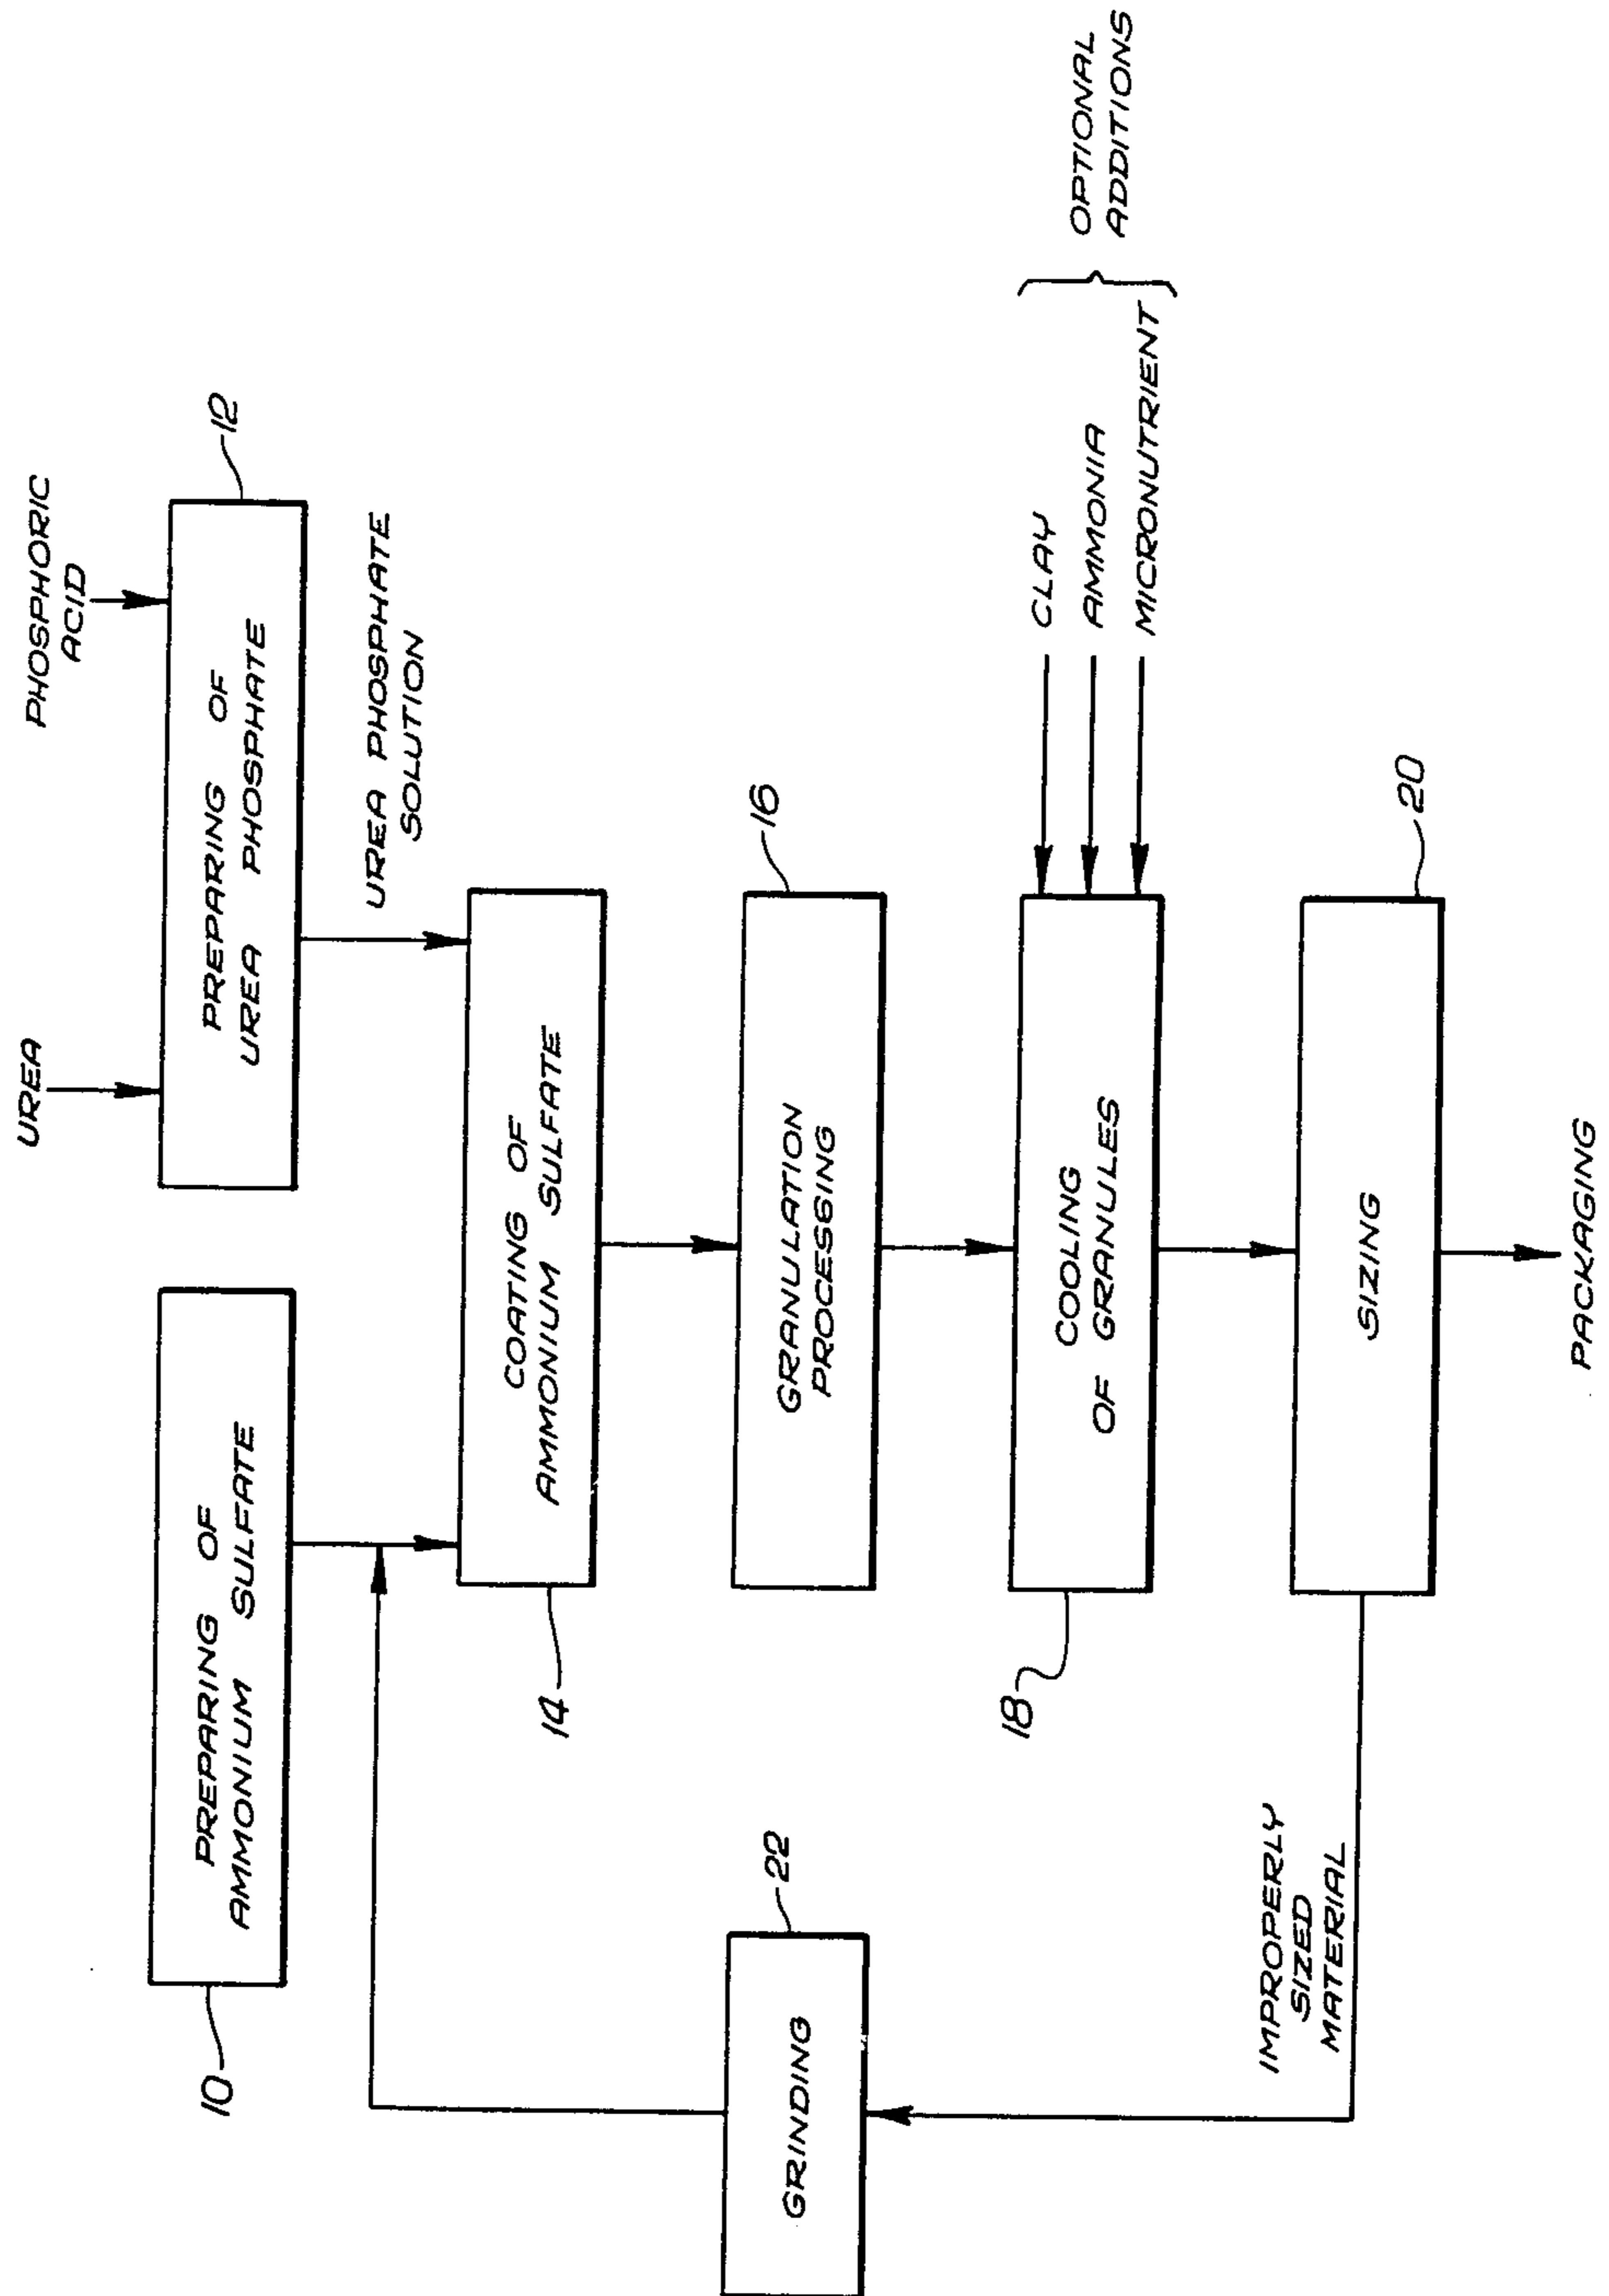 UREA
PHOSPHORIC
ACID
10
PREPARING OF
AMMONIUM SULFATE
PREPARING OF
UREA PHOSPHATE
12
UREA PHOSPHATE
SOLUTION
14
COATING OF
AMMONIUM SULFATE
GRINDING
22
GRANULATION
PROCESSING
16
18
COOLING
OF GRANULES
CLAY
AMMONIA
MICRONUTRIENT
OPTIONAL
ADDITIONS
IMPROPERLY
SIZED
MATERIAL
SIZING
20
PACKAGING